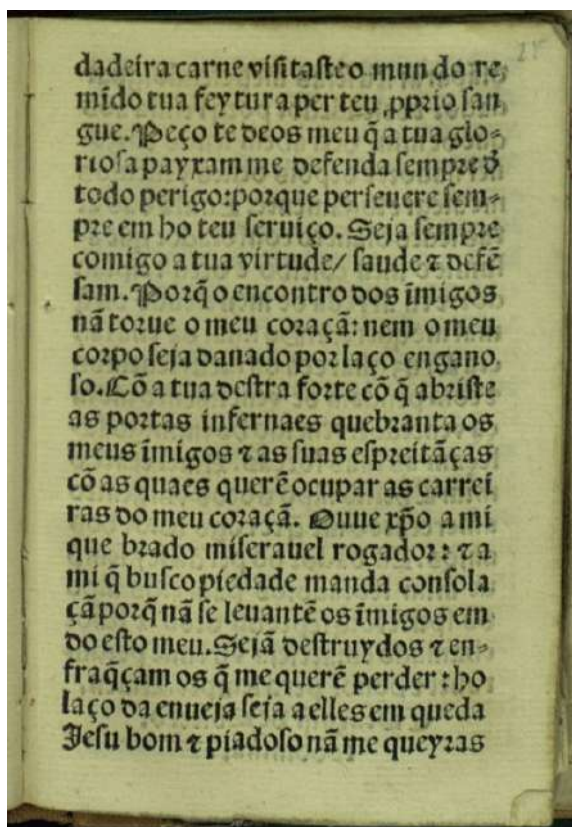 dadeira carne visitaste o mundo re
mīdo tua feytura per teu ꝓprio san
gue. Peço te deos meu q̃ a tua glo⸗
riosa payxam me defenda sempre d̓
todo perigo: porque perseuere sem⸗
pre em ho teu seruiço. Seja sempre
comigo a tua virtude/ saude ⁊ defẽ
sam. Porq̃ o encontro dos ĩmigos
nã torue o meu coraçã: nem o meu
corpo seja danado por laço engano
so. Cõ a tua destra forte cõ q̃ abriste
as portas infernaes quebranta os
meus ĩmigos ⁊ as suas espreitãças
cõ as quaes querẽ ocupar as carrei
ras do meu coraçã. Ouue xp̃o a mi
que brado miserauel rogador: ⁊ a
mi q̃ busco piedade manda consola
çã porq̃ nã se leuantẽ os ĩmigos em
do esto meu. Sejã destruydos ⁊ en⸗
fraq̃çam os q̃ me querẽ perder: ho
laço da enueja seja a elles em queda
Jesu bom ⁊ piadoso nã me queyras